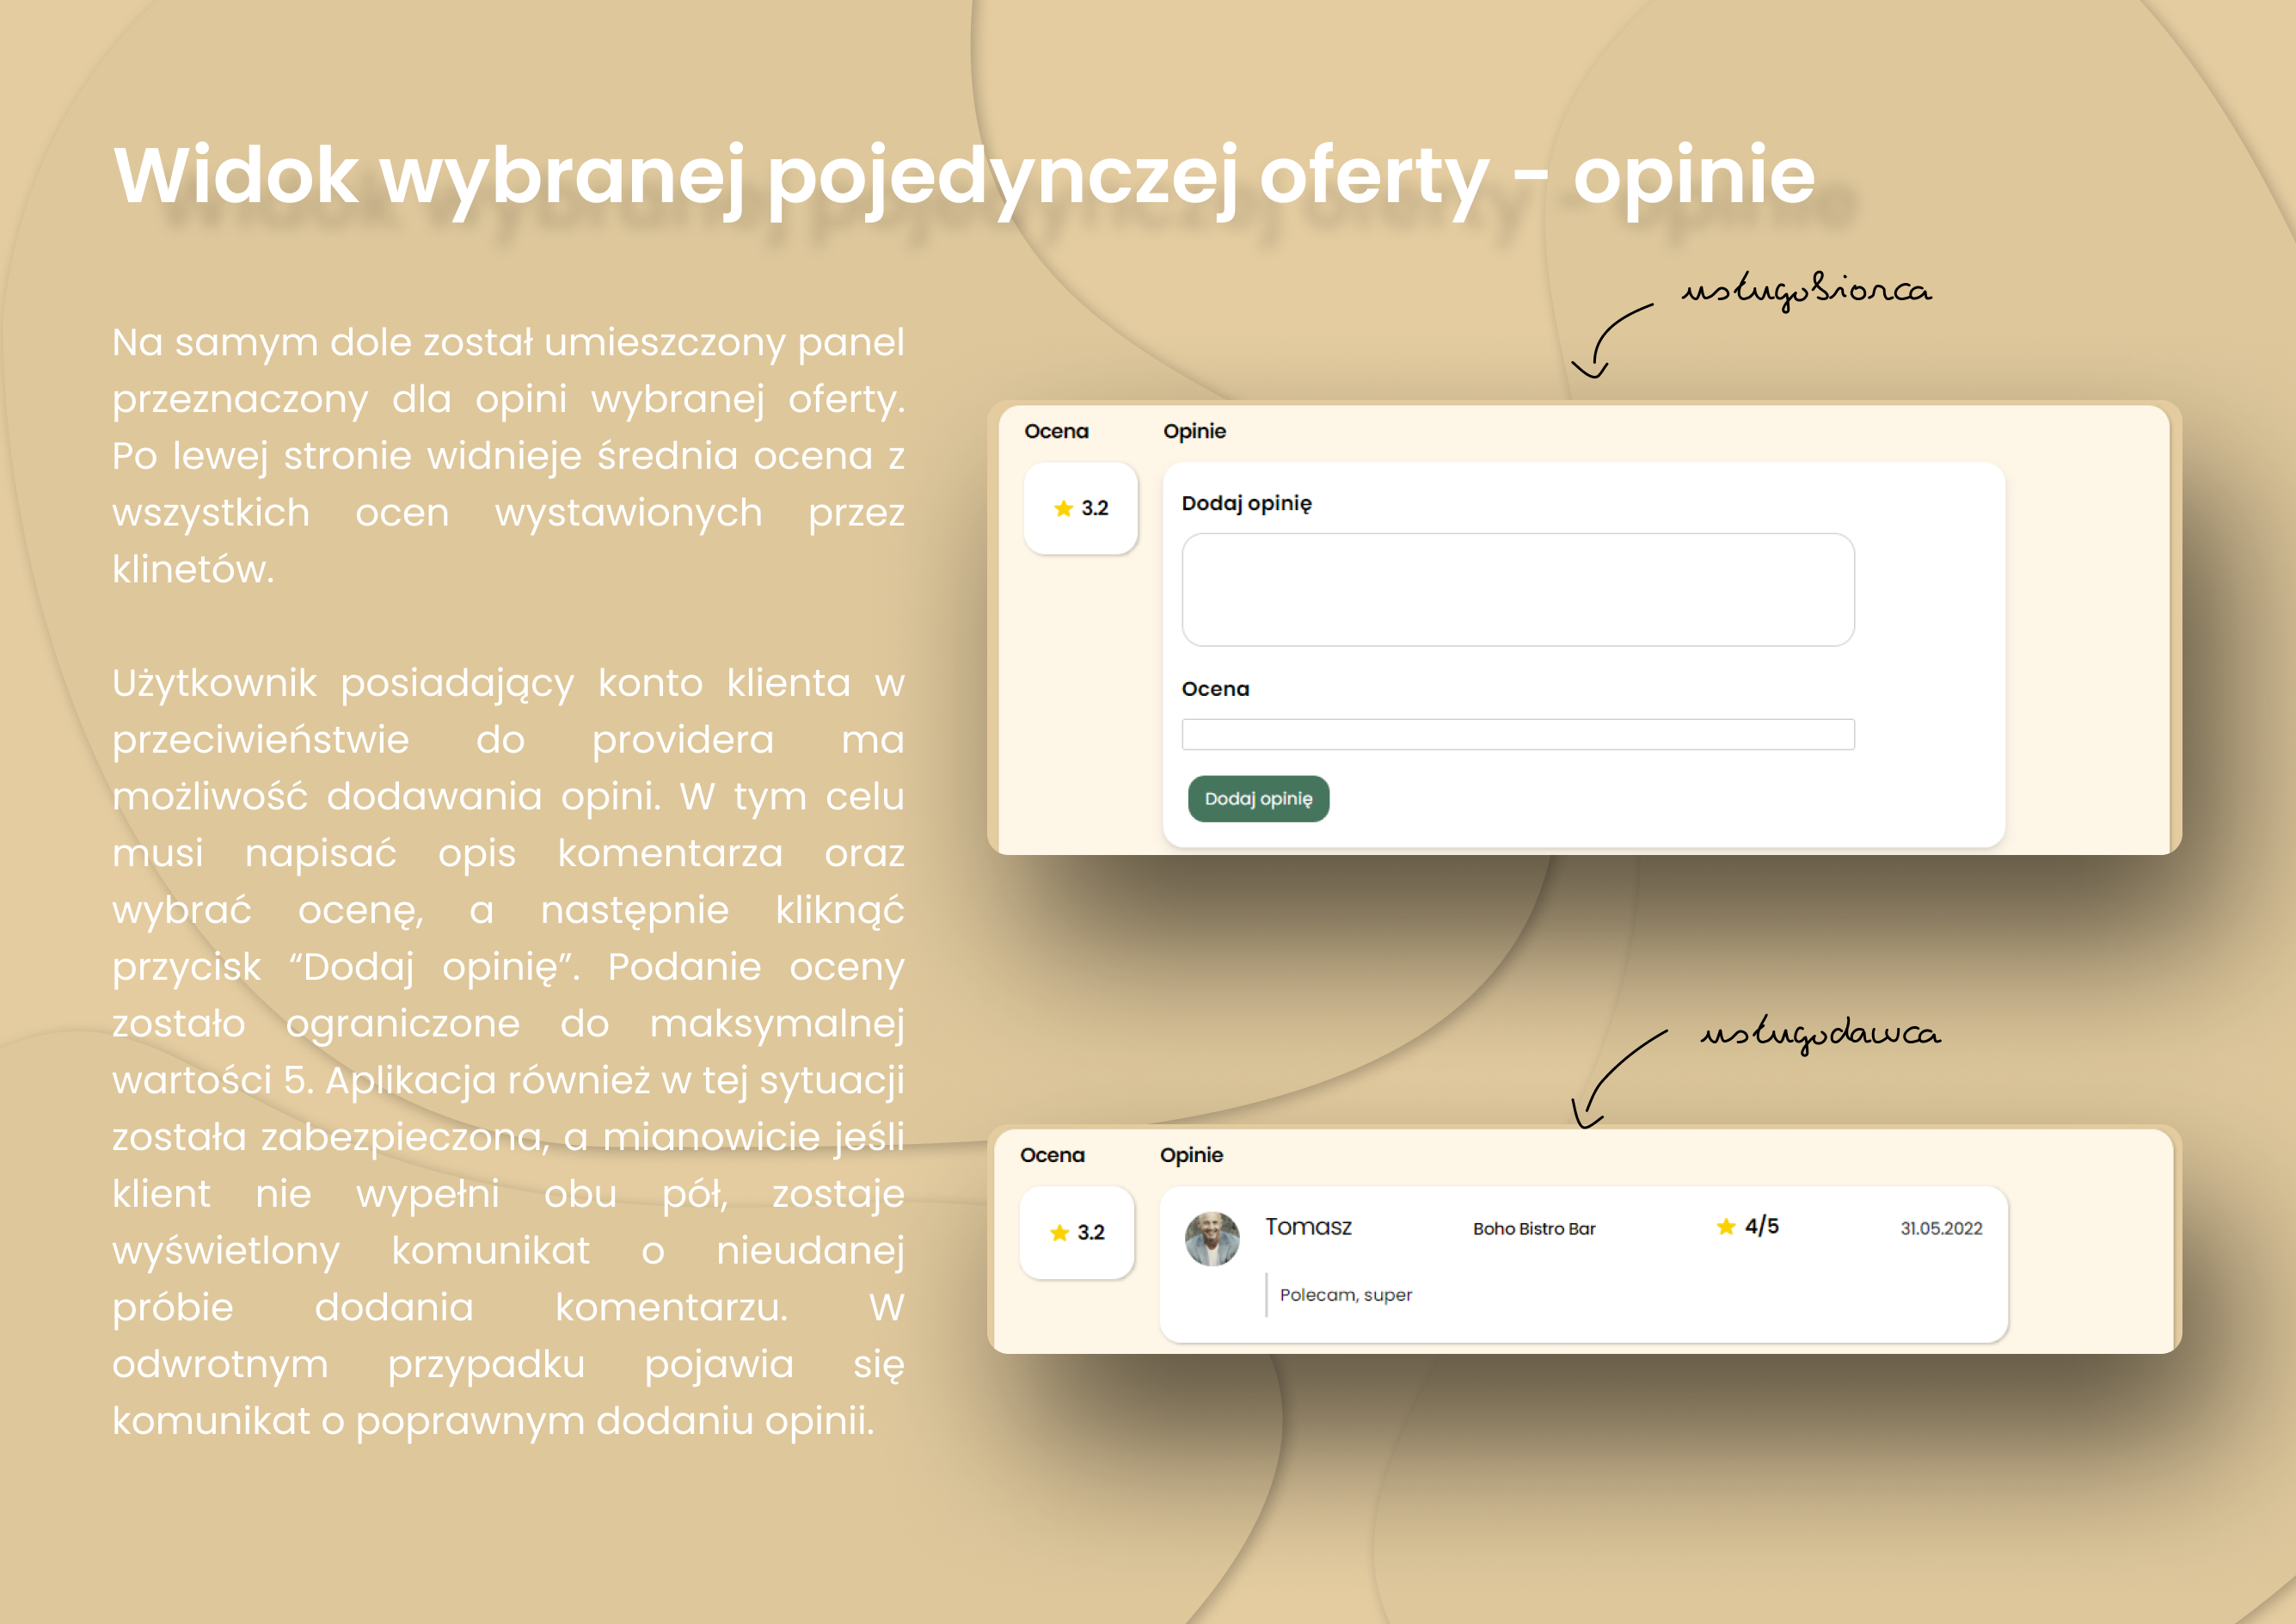 Widok wybranej pojedynczej oferty - opinie
Na samym dole został umieszczony panel
przeznaczony dla opini wybranej oferty.
Po lewej stronie widnieje średnia ocena z
wszystkich ocen wystawionych przez
klinetów.
Użytkownik posiadający konto klienta w
przeciwieństwie do providera ma
możliwość dodawania opini. W tym celu
musi napisać opis komentarza oraz
wybrać ocenę, a następnie kliknąć
przycisk “Dodaj opinię”. Podanie oceny
zostało ograniczone do maksymalnej
wartości 5. Aplikacja również w tej sytuacji
została zabezpieczona, a mianowicie jeśli
klient nie wypełni obu pół, zostaje
wyświetlony komunikat o nieudanej
próbie dodania komentarzu. W
odwrotnym przypadku pojawia się
komunikat o poprawnym dodaniu opinii.
usługobiorca
Ocena Opinie
3.2
Dodaj opinię
Ocena
Dodaj opinię
usługodawca
Ocena Opinie
3.2
Tomasz Boho Bistro Bar 4/5 31.05.2022
Polecam, super